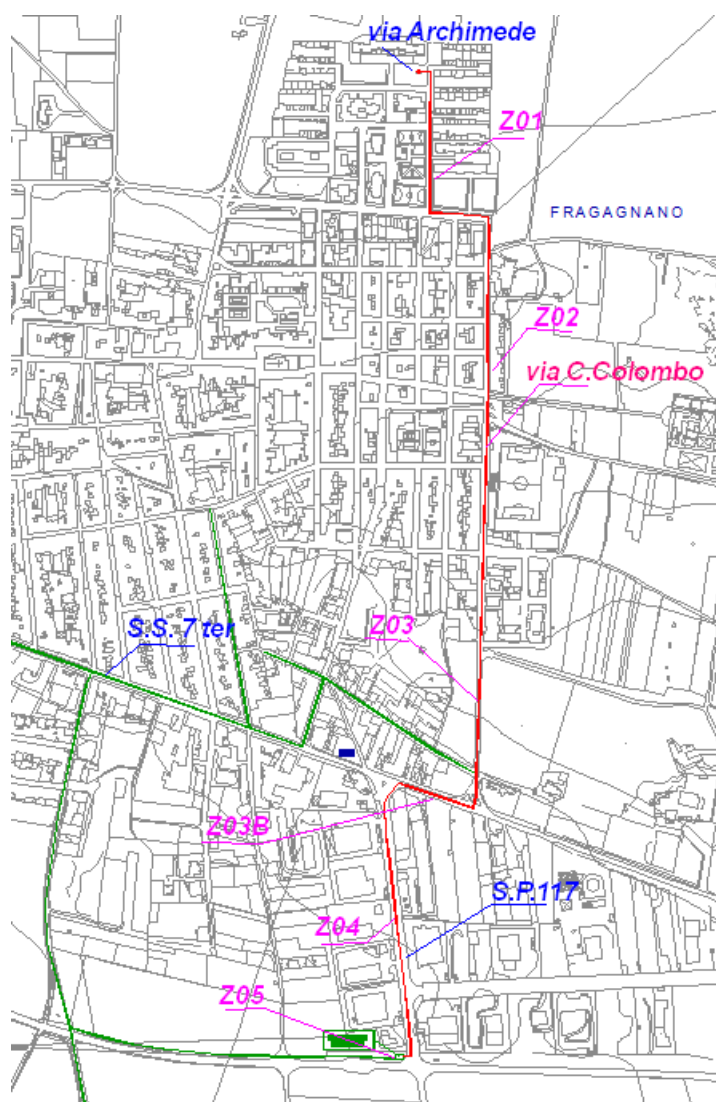 via Archimede
Z01
FRAGAGNANO
Z02
via C.Colombo
Z03
S.S. 7 ter
Z03B
S.P.117
Z04
Z05